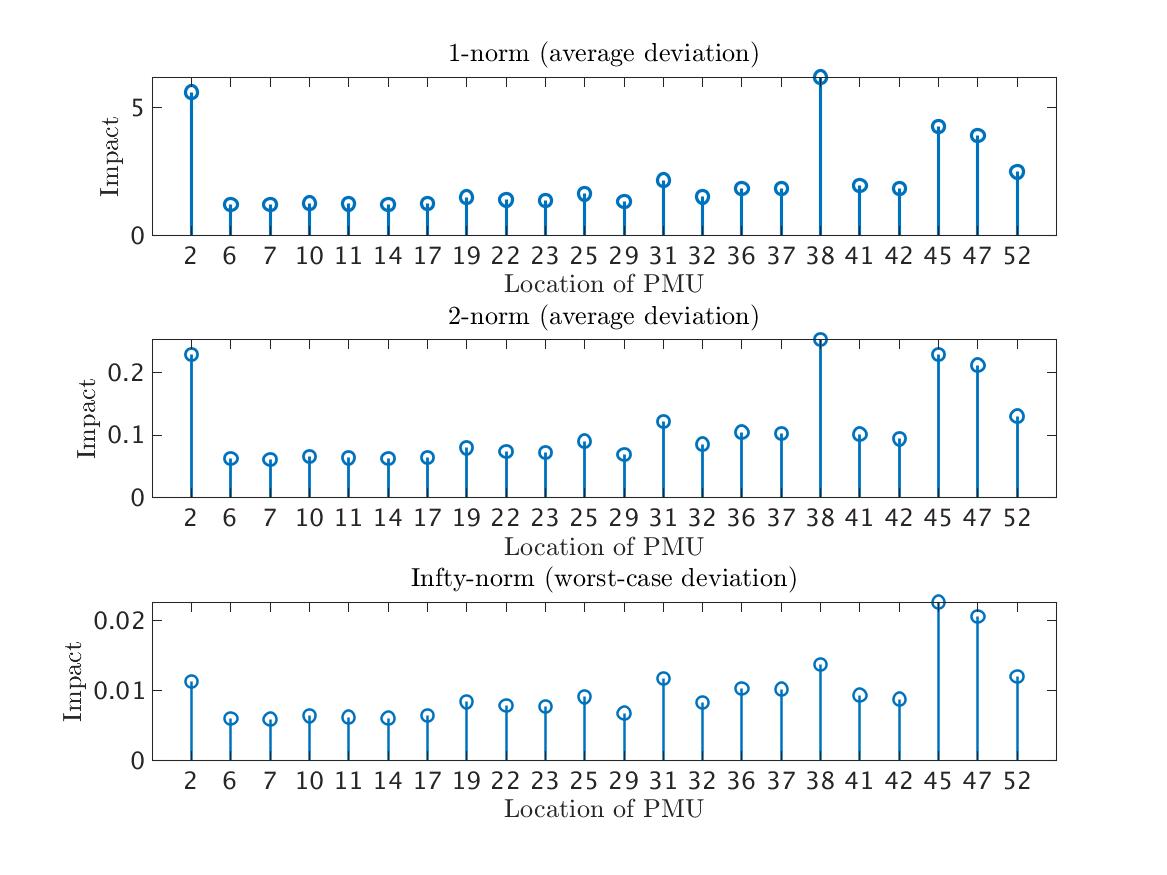 1-norm (average deviation)
5
0
Impact
2 6 7 10 11 14 17 19 22 23 25 29 31 32 36 37 38 41 42 45 47 52
Location of PMU
2-norm (average deviation)
0.2
0.1
0
Impact
2 6 7 10 11 14 17 19 22 23 25 29 31 32 36 37 38 41 42 45 47 52
Location of PMU
Infty-norm (worst-case deviation)
0.02
0.01
0
Impact
2 6 7 10 11 14 17 19 22 23 25 29 31 32 36 37 38 41 42 45 47 52
Location of PMU